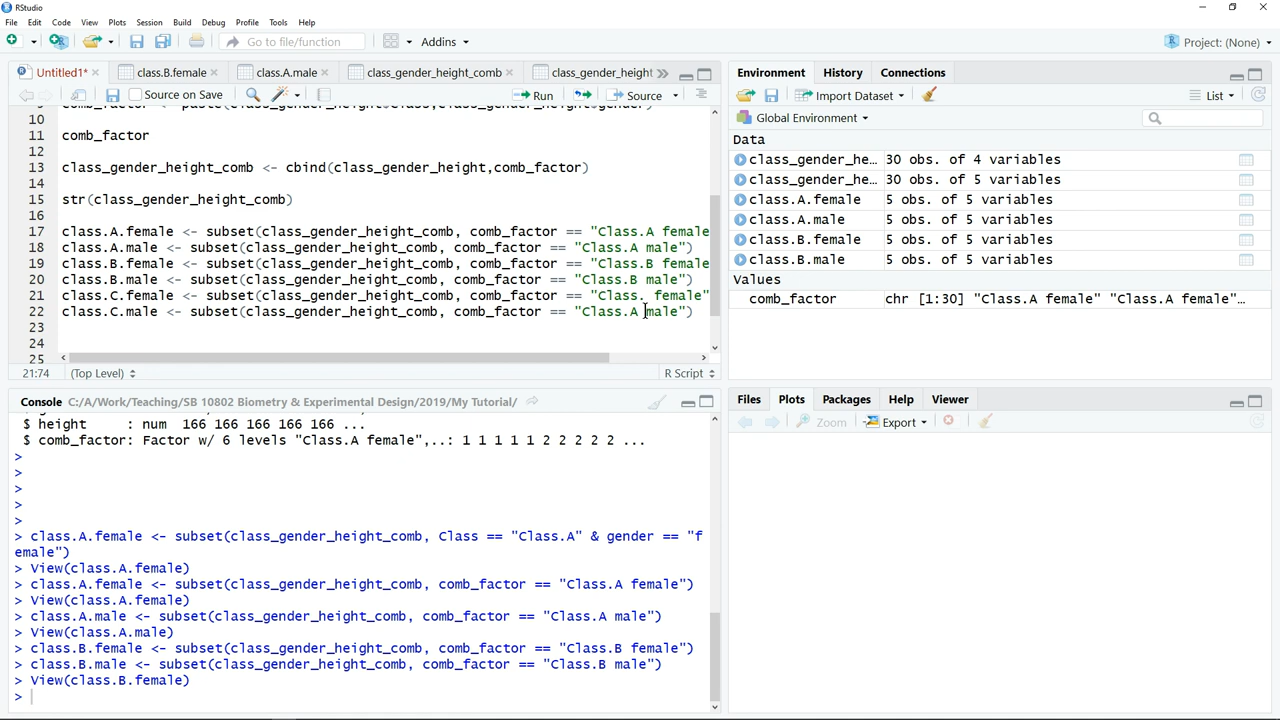 RStudio
File Edit Code View Plots Session Build Debug Profile Tools Help
Go to file/function Addins Project: (None)
Untitled1* class.B.female class.A.male class_gender_height_comb class_gender_height
Source on Save Run Source
10
11 comb_factor
12
13 class_gender_height_comb <- cbind(class_gender_height,comb_factor)
14
15 str(class_gender_height_comb)
16
17 class.A.female <- subset(class_gender_height_comb, comb_factor == "Class.A female
18 class.A.male <- subset(class_gender_height_comb, comb_factor == "Class.A male")
19 class.B.female <- subset(class_gender_height_comb, comb_factor == "Class.B female
20 class.B.male <- subset(class_gender_height_comb, comb_factor == "Class.B male")
21 class.C.female <- subset(class_gender_height_comb, comb_factor == "Class. female"
22 class.C.male <- subset(class_gender_height_comb, comb_factor == "Class.A male")
23
24
25
21:74 (Top Level) R Script
Console C:/A/Work/Teaching/SB 10802 Biometry & Experimental Design/2019/My Tutorial/
$ height : num 166 166 166 166 166 ...
$ comb_factor: Factor w/ 6 levels "Class.A female",..: 1 1 1 1 1 2 2 2 2 2 ...
>
>
>
>
>
> class.A.female <- subset(class_gender_height_comb, Class == "Class.A" & gender == "f
emale")
> View(class.A.female)
> class.A.female <- subset(class_gender_height_comb, comb_factor == "Class.A female")
> View(class.A.female)
> class.A.male <- subset(class_gender_height_comb, comb_factor == "Class.A male")
> View(class.A.male)
> class.B.female <- subset(class_gender_height_comb, comb_factor == "Class.B female")
> class.B.male <- subset(class_gender_height_comb, comb_factor == "Class.B male")
> View(class.B.female)
>
Environment History Connections
Import Dataset List
Global Environment
Data
class_gender_he… 30 obs. of 4 variables
class_gender_he… 30 obs. of 5 variables
class.A.female 5 obs. of 5 variables
class.A.male 5 obs. of 5 variables
class.B.female 5 obs. of 5 variables
class.B.male 5 obs. of 5 variables
Values
comb_factor chr [1:30] "Class.A female" "Class.A female"…
Files Plots Packages Help Viewer
Zoom Export